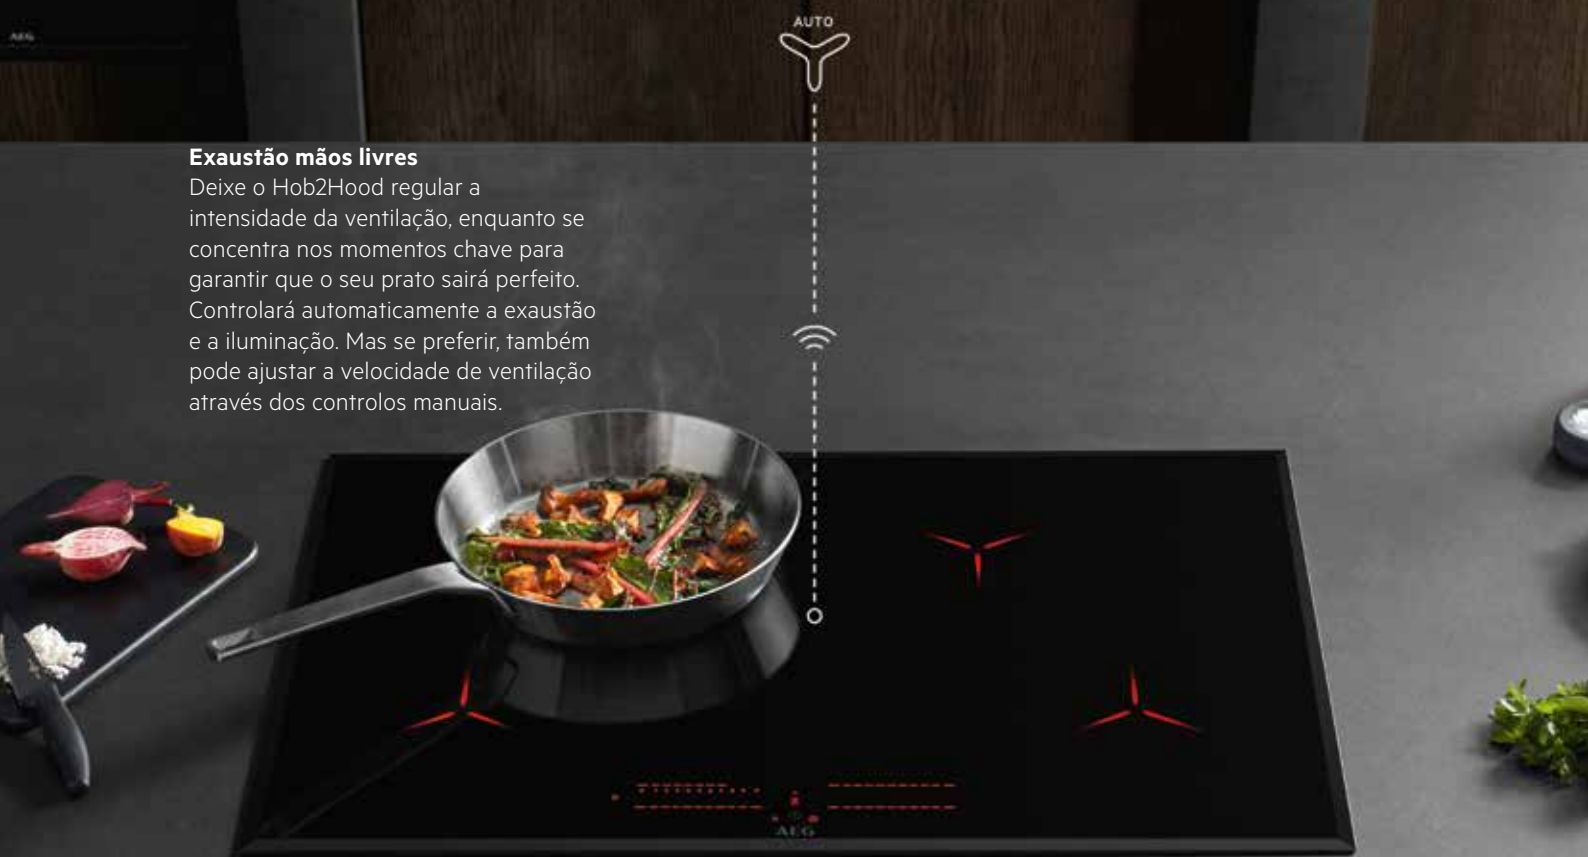 AEG
AUTO
Exaustão mãos livres
Deixe o Hob2Hood regular a
intensidade da ventilação, enquanto se
concentra nos momentos chave para
garantir que o seu prato sairá perfeito.
Controlará automaticamente a exaustão
e a iluminação. Mas se preferir, também
pode ajustar a velocidade de ventilação
através dos controlos manuais.
AEG